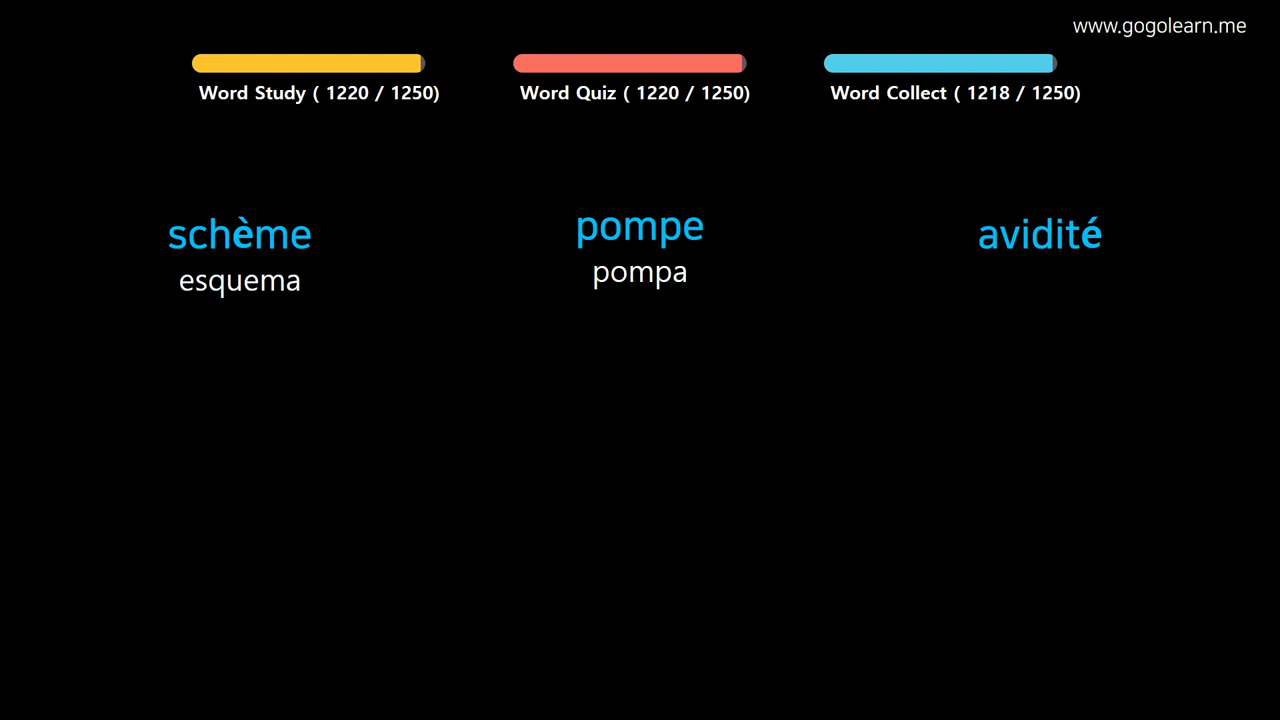 www.gogolearn.me
Word Study ( 1220 / 1250)
Word Quiz ( 1220 / 1250)
Word Collect ( 1218 / 1250)
schème
esquema
pompe
pompa
avidité